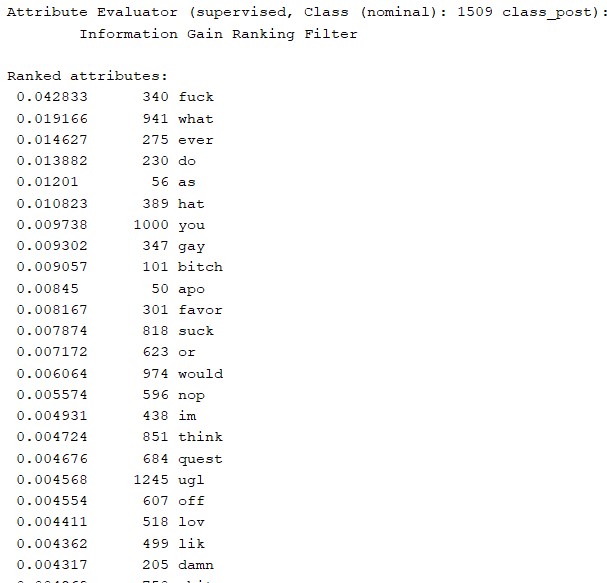 Attribute Evaluator (supervised, Class (nominal): 1509 class_post):
Information Gain Ranking Filter
Ranked attributes:
0.042833 340 fuck
0.019166 941 what
0.014627 275 ever
0.013882 230 do
0.01201 56 as
0.010823 389 hat
0.009738 1000 you
0.009302 347 gay
0.009057 101 bitch
0.00845 50 apo
0.008167 301 favor
0.007874 818 suck
0.007172 623 or
0.006064 974 would
0.005574 596 nop
0.004931 438 im
0.004724 851 think
0.004676 684 quest
0.004568 1245 ugl
0.004554 607 off
0.004411 518 lov
0.004362 499 lik
0.004317 205 damn